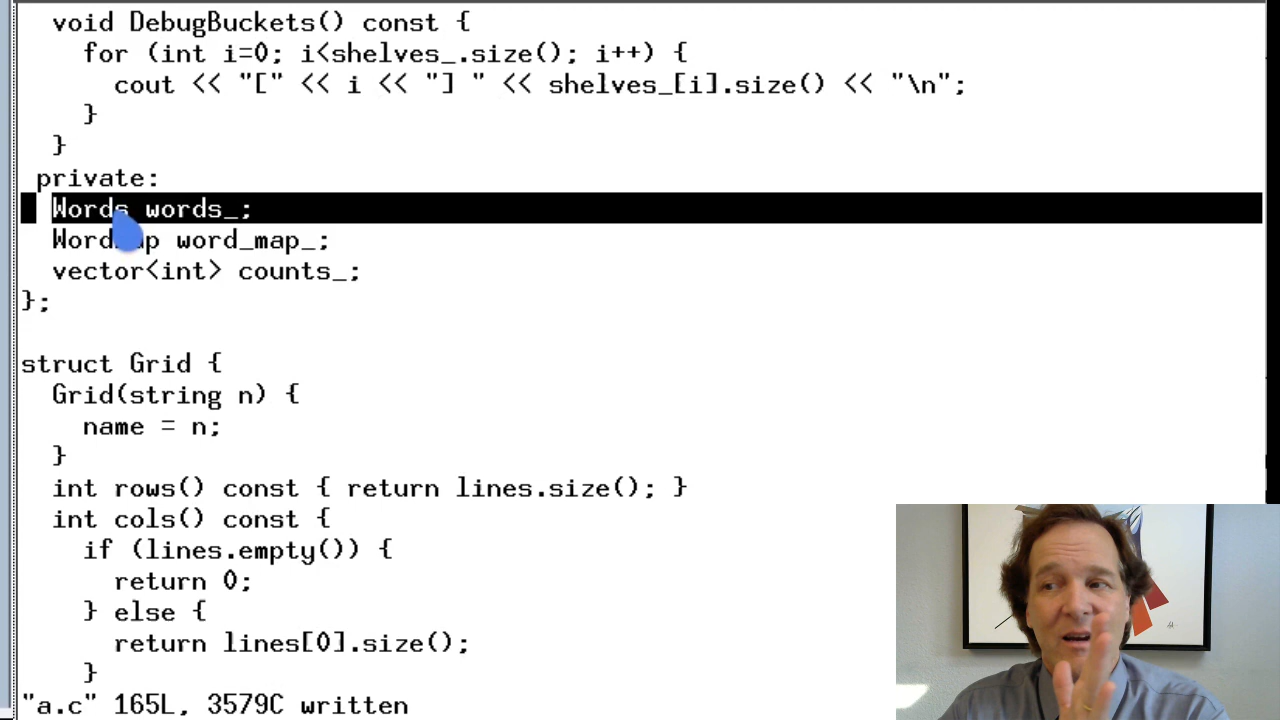 void DebugBuckets() const {
for (int i=0; i<shelves_.size(); i++) {
cout << "[" << i << "] " << shelves_[i].size() << "\n";
}
}
private:
Words words_;
word_map_;
vector<int> counts_;
};
struct Grid {
Grid(string n) {
name = n;
}
int rows() const { return lines.size(); }
int cols() const {
if (lines.empty()) {
return 0;
} else {
return lines[0].size();
}
"a.c" 165L, 3579C written